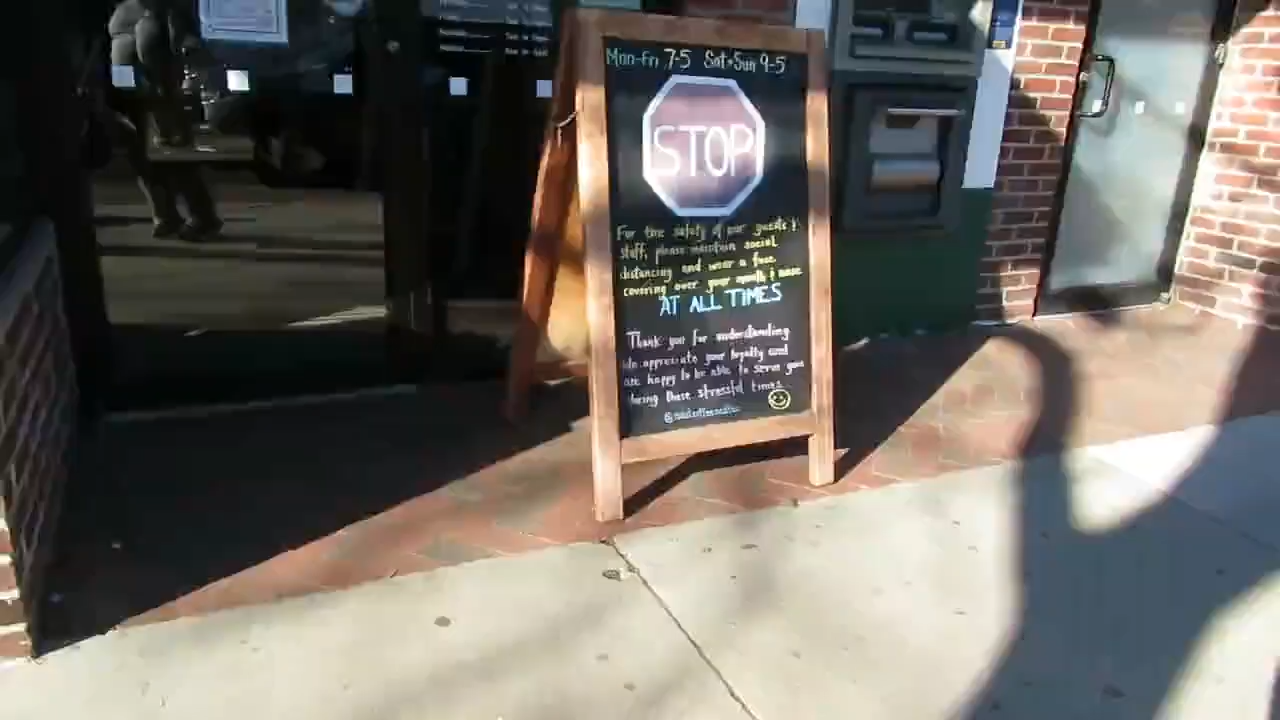 Mon-Fri 7-5 Sat+Sun 9-5
STOP
For the safety of our guests &
staff, please maintain social
distancing and wear a face
covering over your mouth & nose
AT ALL TIMES
Thank you for understanding
We appreciate your loyalty and
are happy to be able to serve you
during these stressful times.